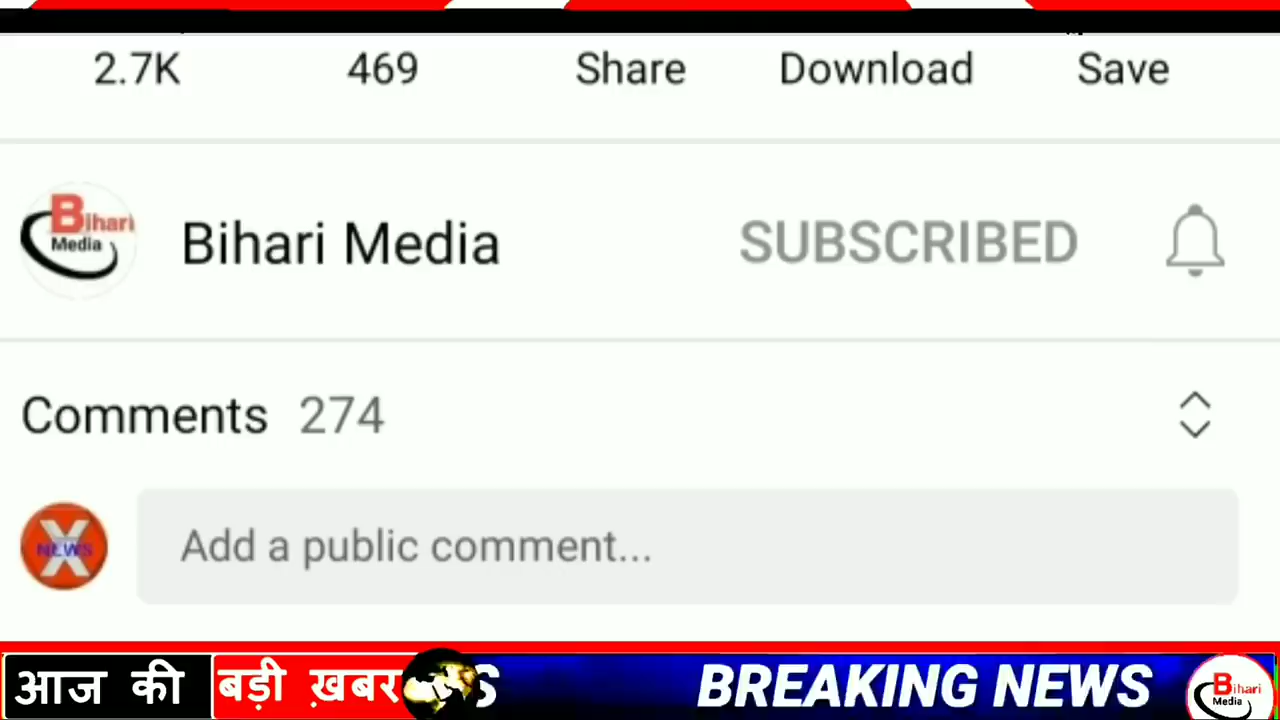 2.7K 469 Share Download Save
Bihari Media
Bihari Media SUBSCRIBED
Comments 274
X NEWS
Add a public comment...
आज की बड़ी ख़बर S BREAKING NEWS
Bihari Media